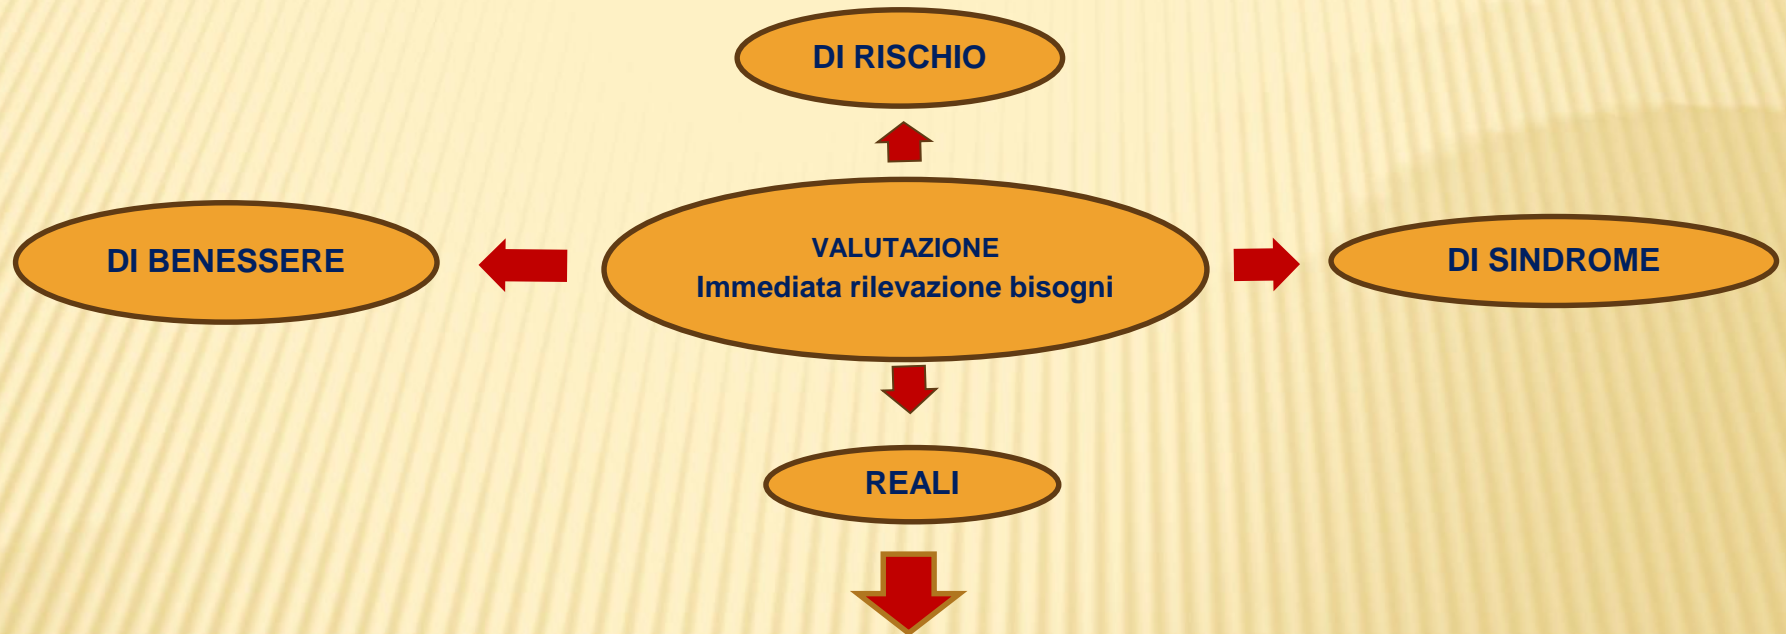 DI RISCHIO
DI BENESSERE
VALUTAZIONE
Immediata rilevazione bisogni
DI SINDROME
REALI